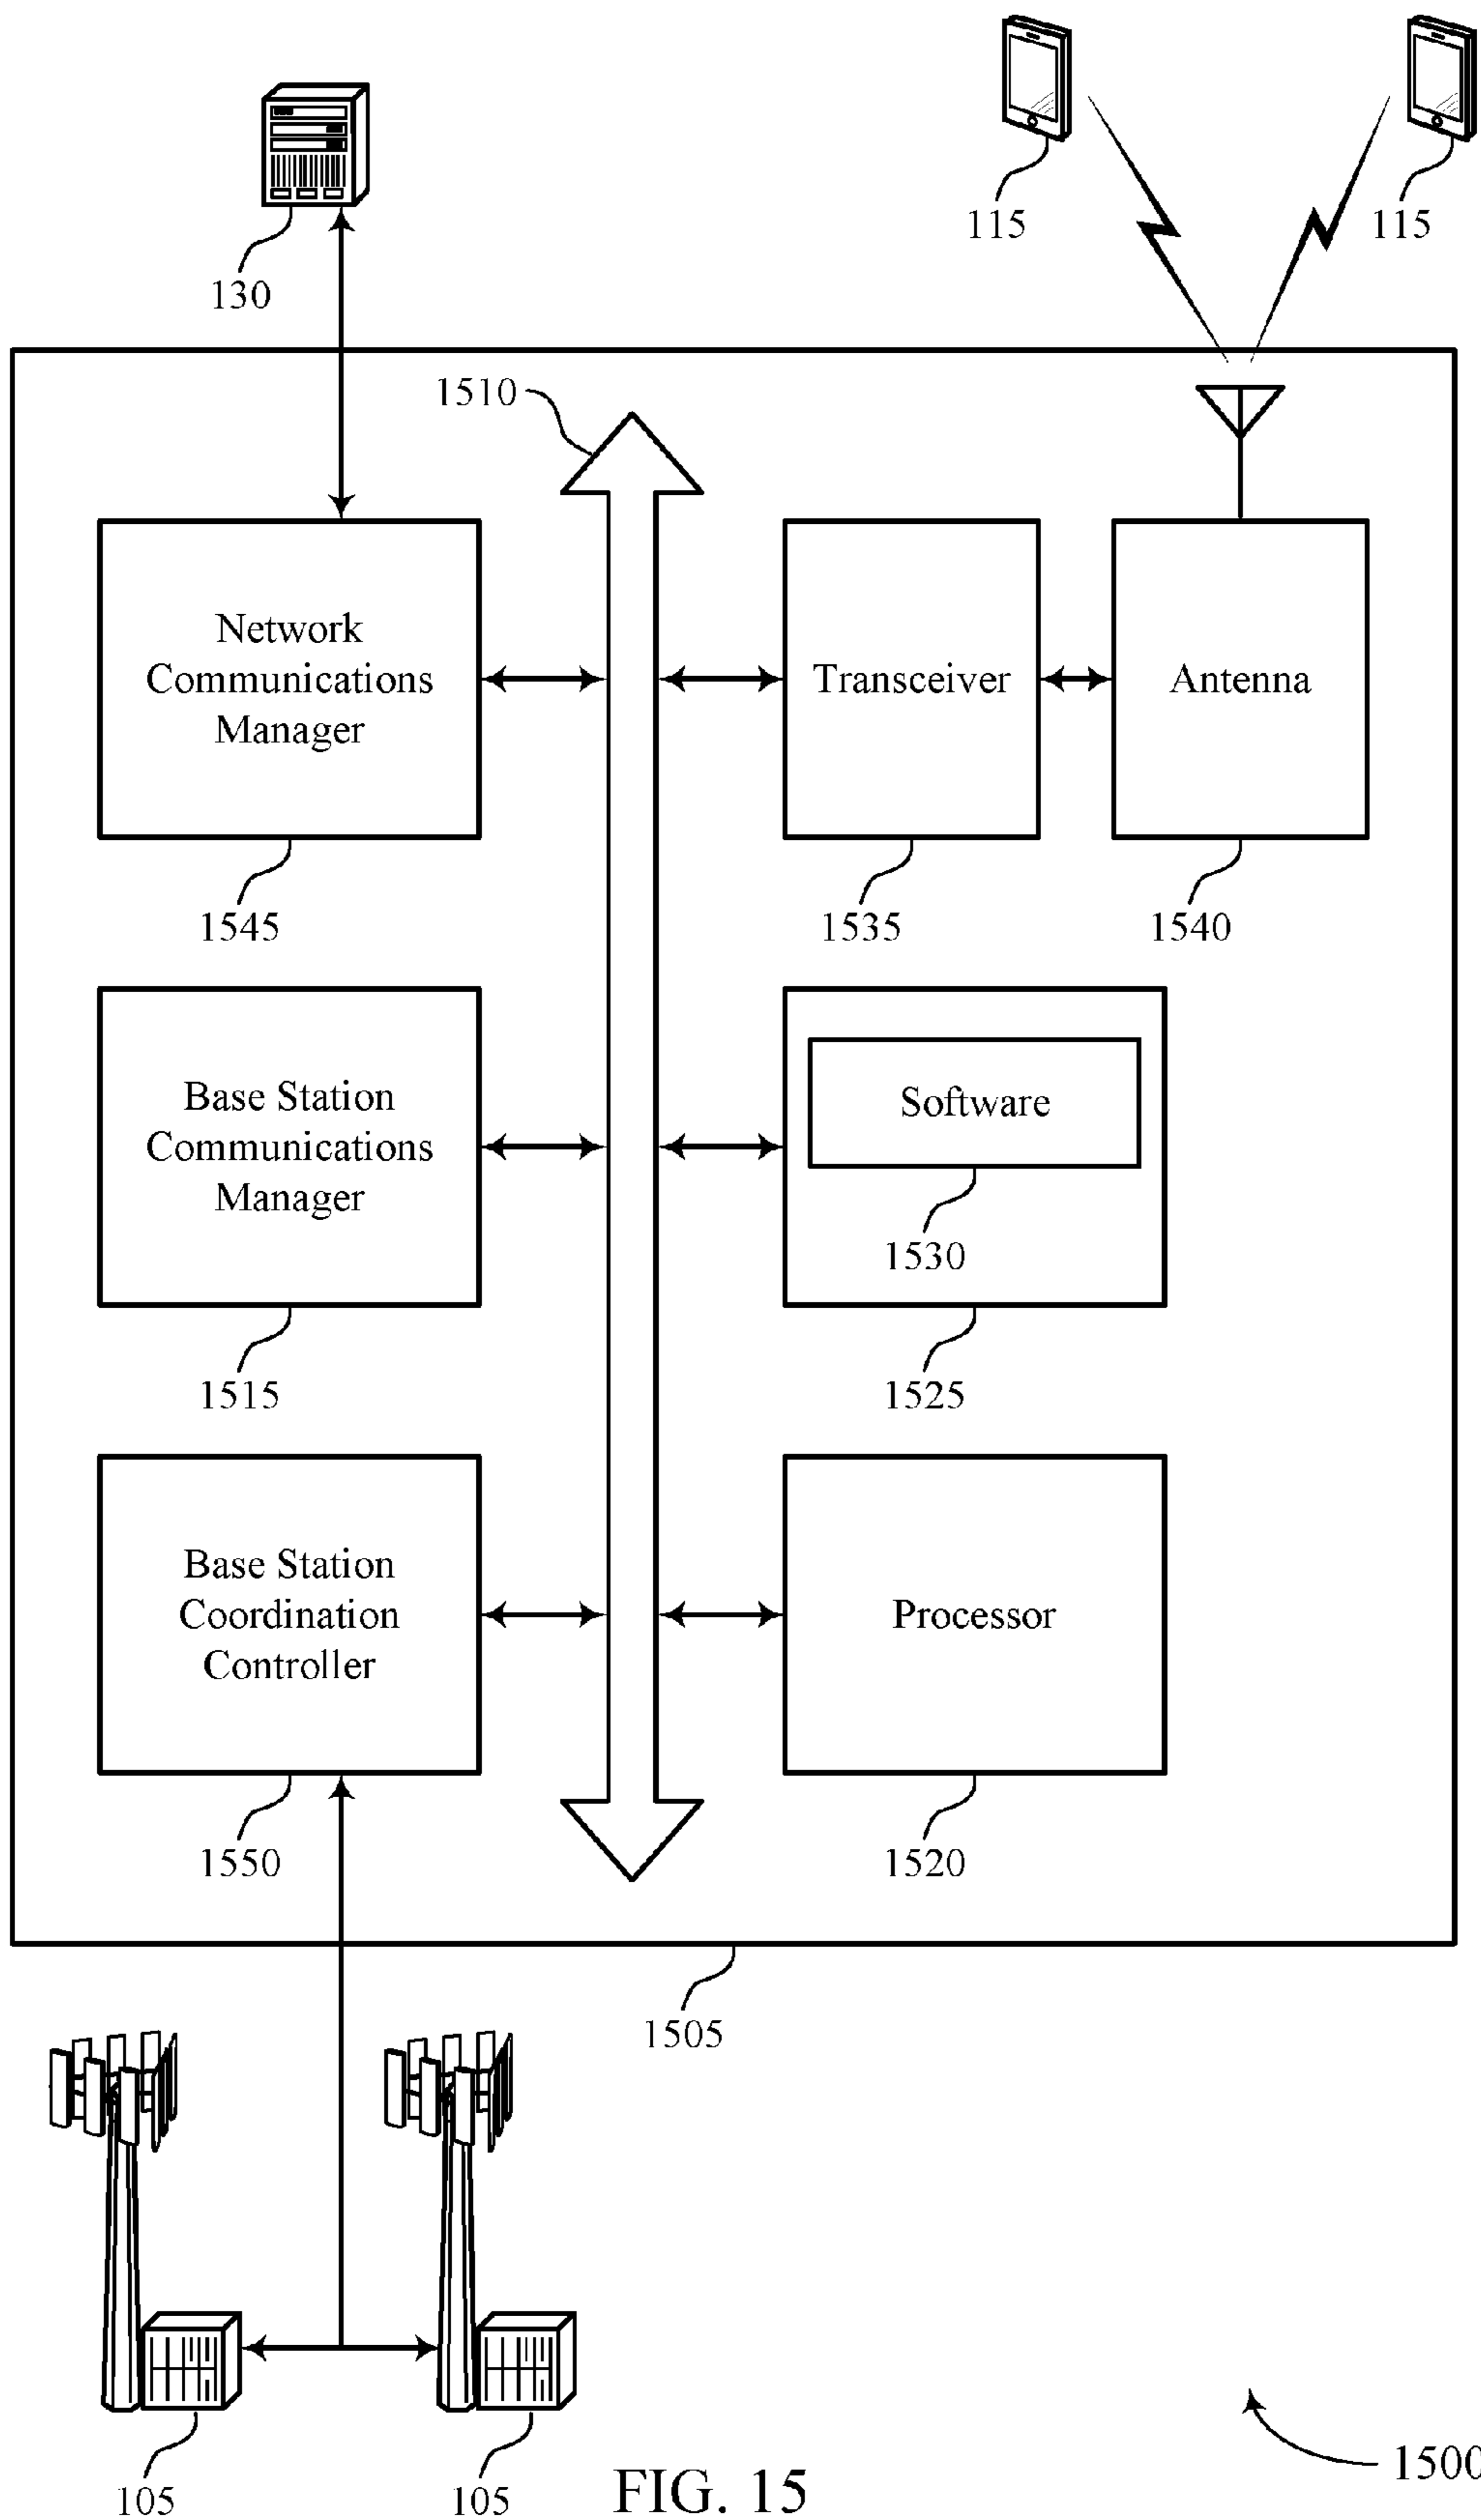 115
115
130
1510
Network
Communications
Manager
Transceiver
Antenna
1545
1535
1540
Base Station
Communications
Manager
Software
1530
1515
1525
Base Station
Coordination
Controller
Processor
1550
1520
1505
105
105
FIG. 15
1500